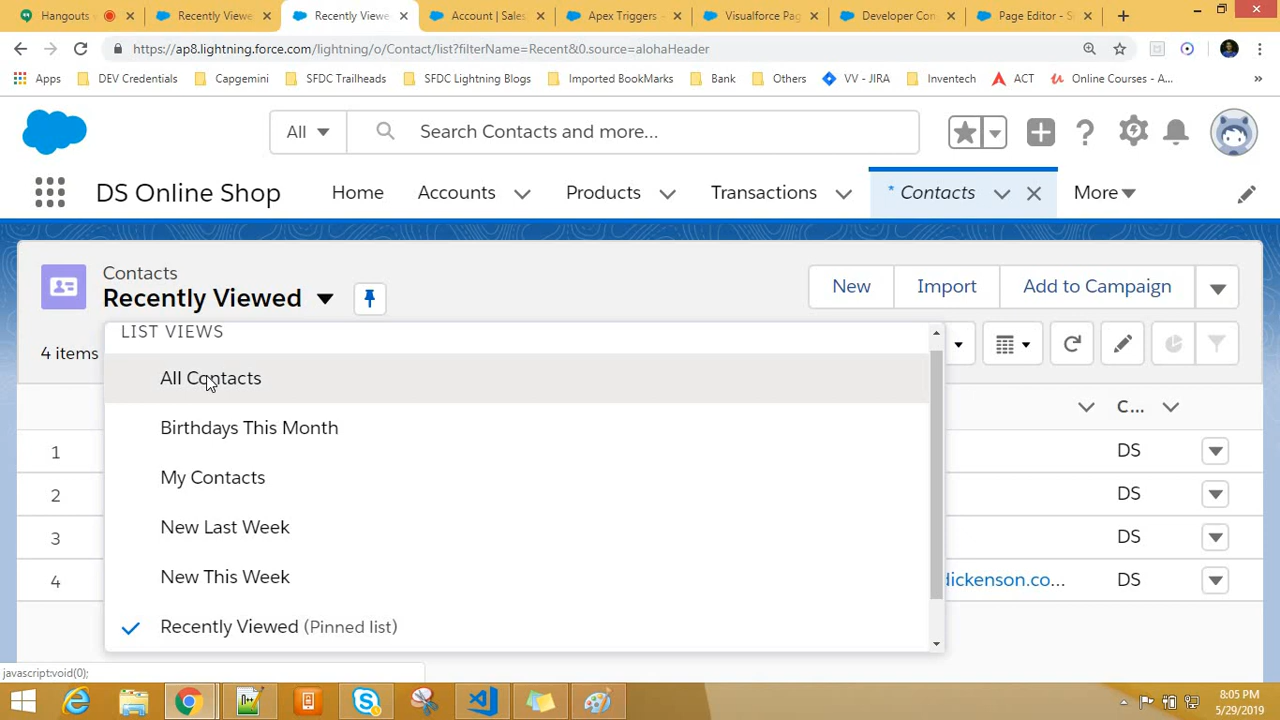 Hangouts
Recently Viewe
Recently Viewe
Account | Sales
Apex Triggers
Visualforce Pag
Developer Con
Page Editor - S
https://ap8.lightning.force.com/lightning/o/Contact/list?filterName=Recent&0.source=alohaHeader
Apps
DEV Credentials
Capgemini
SFDC Trailheads
SFDC Lightning Blogs
Imported BookMarks
Bank
Others
VV - JIRA
Inventech
ACT
Online Courses - A...
»
All
Search Contacts and more...
DS Online Shop
Home
Accounts
Products
Transactions
* Contacts
More
Contacts
Recently Viewed
New
Import
Add to Campaign
4 items
LIST VIEWS
All Contacts
Birthdays This Month
My Contacts
New Last Week
New This Week
Recently Viewed (Pinned list)
C...
1
DS
2
DS
3
DS
4
dickenson.co...
DS
javascript:void(0);
8:05 PM
5/29/2019